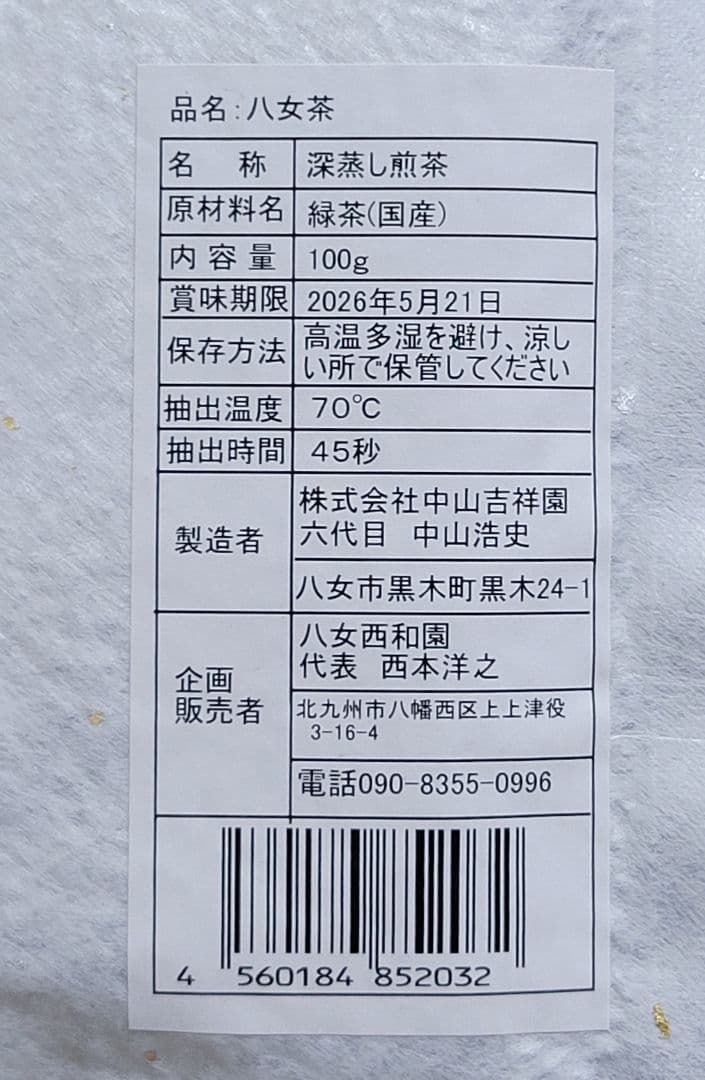 品名:八女茶
名 称 深蒸し煎茶
原材料名 緑茶(国産)
内容量 100g
賞味期限 2026年5月21日
保存方法 高温多湿を避け、涼し
い所で保管してください
抽出温度 70℃
抽出時間 45秒
製造者
株式会社中山吉祥園
六代目 中山浩史
八女市黒木町黒木24-1
企画
販売者
八女西和園
代表 西本洋之
北九州市八幡西区上上津役
3-16-4
電話090-8355-0996
4 560184 852032